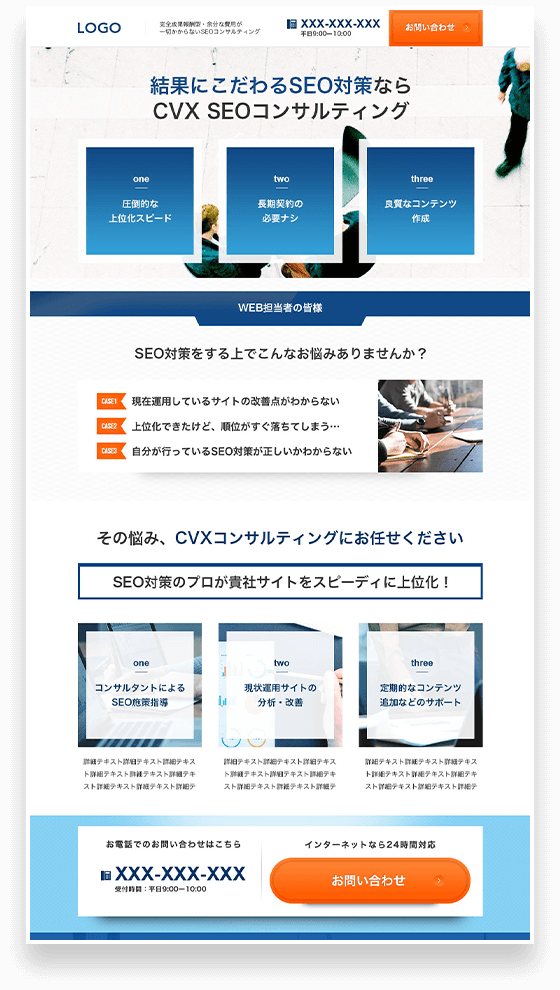 LOGO
完全成果報酬型・余分な費用が
一切かからないSEOコンサルティング
XXX-XXX-XXX
平日9:00ー10:00
お問い合わせ
結果にこだわるSEO対策なら
CVX SEOコンサルティング
one
圧倒的な
上位化スピード
two
長期契約の
必要ナシ
three
良質なコンテンツ
作成
WEB担当者の皆様
SEO対策をする上でこんなお悩みありませんか？
CASE1 現在運用しているサイトの改善点がわからない
CASE2 上位化できたけど、順位がすぐ落ちてしまう…
CASE3 自分が行っているSEO対策が正しいかわからない
その悩み、CVXコンサルティングにお任せください
SEO対策のプロが貴社サイトをスピーディに上位化！
one
コンサルタントによる
SEO施策指導
two
現状運用サイトの
分析・改善
three
定期的なコンテンツ
追加などのサポート
詳細テキスト詳細テキスト詳細テキス
ト詳細テキスト詳細テキスト詳細テキ
スト詳細テキスト詳細テキスト詳細テ
詳細テキスト詳細テキスト詳細テキス
ト詳細テキスト詳細テキスト詳細テキ
スト詳細テキスト詳細テキスト詳細テ
詳細テキスト詳細テキスト詳細テキス
ト詳細テキスト詳細テキスト詳細テキ
スト詳細テキスト詳細テキスト詳細テ
お電話でのお問い合わせはこちら
XXX-XXX-XXX
受付時間：平日9:00ー10:00
インターネットなら24時間対応
お問い合わせ